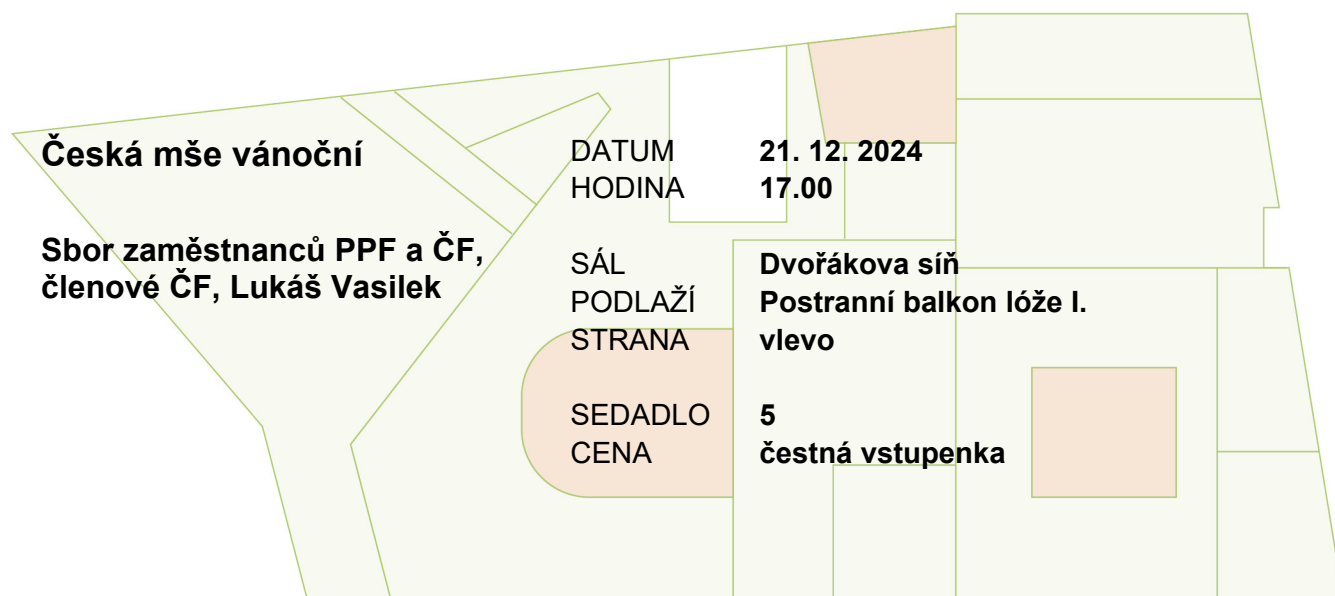 Česká mše vánoční
Sbor zaměstnanců PPF a ČF,
členové ČF, Lukáš Vasilek
DATUM 21. 12. 2024
HODINA 17.00
SÁL Dvořákova síň
PODLAŽÍ Postranní balkon lóže I.
STRANA vlevo
SEDADLO 5
CENA čestná vstupenka